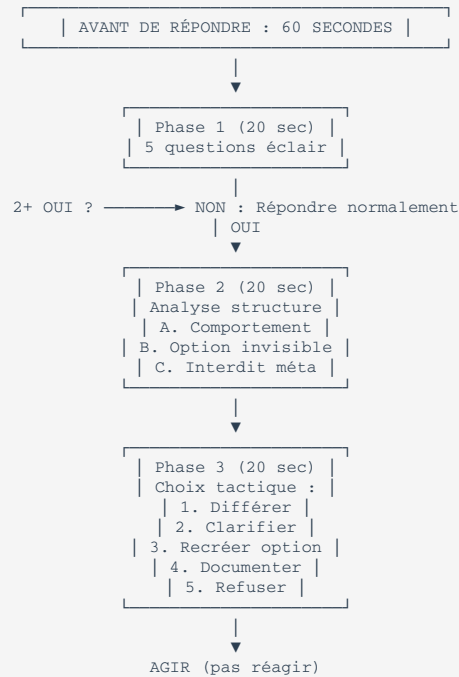 AVANT DE RÉPONDRE : 60 SECONDES
Phase 1 (20 sec)
5 questions éclair
2+ OUI ? NON : Répondre normalement
OUI
Phase 2 (20 sec)
Analyse structure
A. Comportement
B. Option invisible
C. Interdit méta
Phase 3 (20 sec)
Choix tactique :
1. Différer
2. Clarifier
3. Recréer option
4. Documenter
5. Refuser
AGIR (pas réagir)